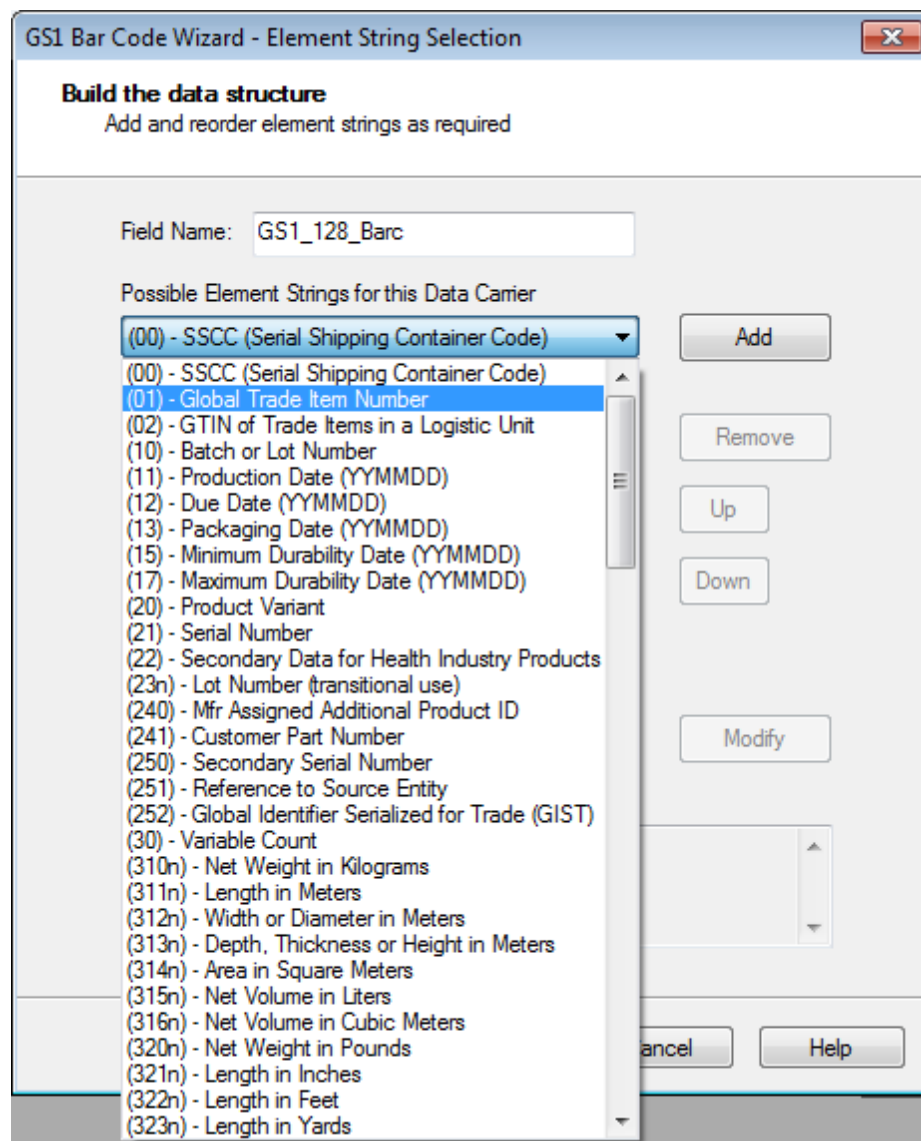 GS1 Bar Code Wizard - Element String Selection
Build the data structure
Add and reorder element strings as required
Field Name: GS1_128_Barc
Possible Element Strings for this Data Carrier
(00) - SSCC (Serial Shipping Container Code)
Add
(00) - SSCC (Serial Shipping Container Code)
(01) - Global Trade Item Number
(02) - GTIN of Trade Items in a Logistic Unit
(10) - Batch or Lot Number
Remove
(11) - Production Date (YYMMDD)
(12) - Due Date (YYMMDD)
Up
(13) - Packaging Date (YYMMDD)
(15) - Minimum Durability Date (YYMMDD)
(17) - Maximum Durability Date (YYMMDD)
Down
(20) - Product Variant
(21) - Serial Number
(22) - Secondary Data for Health Industry Products
(23n) - Lot Number (transitional use)
(240) - Mfr Assigned Additional Product ID
(241) - Customer Part Number
Modify
(250) - Secondary Serial Number
(251) - Reference to Source Entity
(252) - Global Identifier Serialized for Trade (GIST)
(30) - Variable Count
(310n) - Net Weight in Kilograms
(311n) - Length in Meters
(312n) - Width or Diameter in Meters
(313n) - Depth, Thickness or Height in Meters
(314n) - Area in Square Meters
(315n) - Net Volume in Liters
(316n) - Net Volume in Cubic Meters
(320n) - Net Weight in Pounds
ancel
Help
(321n) - Length in Inches
(322n) - Length in Feet
(323n) - Length in Yards